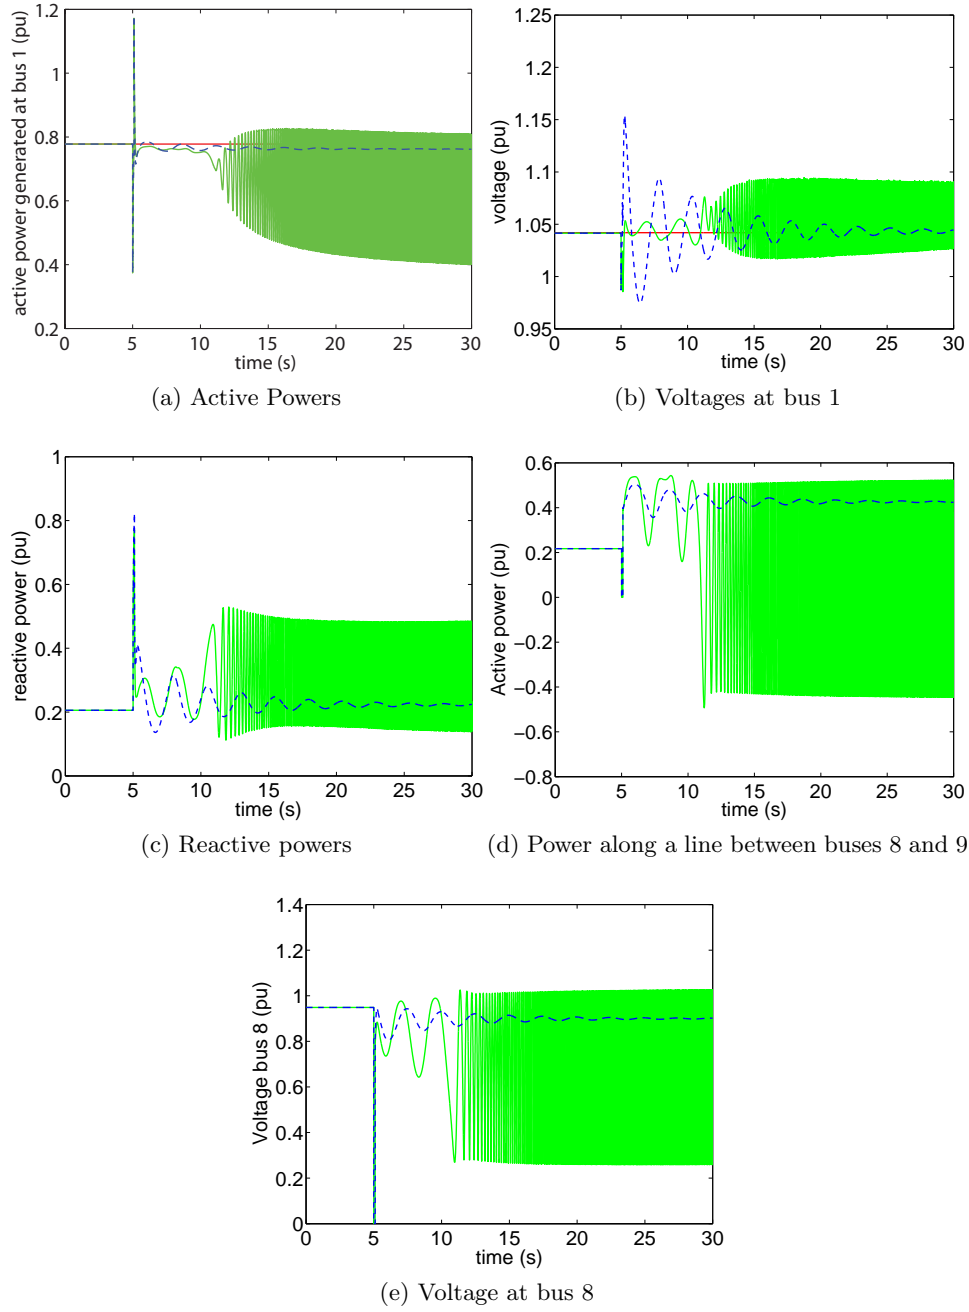 1.2
1
0.8
0.6
0.4
0.2
active power generated at bus 1 (pu)
0 5 10 15 20 25 30
time (s)
(a) Active Powers
1.25
1.2
1.15
1.1
1.05
1
0.95
voltage (pu)
0 5 10 15 20 25 30
time (s)
(b) Voltages at bus 1
1
0.8
0.6
0.4
0.2
0
reactive power (pu)
0 5 10 15 20 25 30
time (s)
(c) Reactive powers
0.6
0.4
0.2
0
−0.2
−0.4
−0.6
−0.8
Active power (pu)
0 5 10 15 20 25 30
time (s)
(d) Power along a line between buses 8 and 9
1.4
1.2
1
0.8
0.6
0.4
0.2
0
Voltage bus 8 (pu)
0 5 10 15 20 25 30
time (s)
(e) Voltage at bus 8